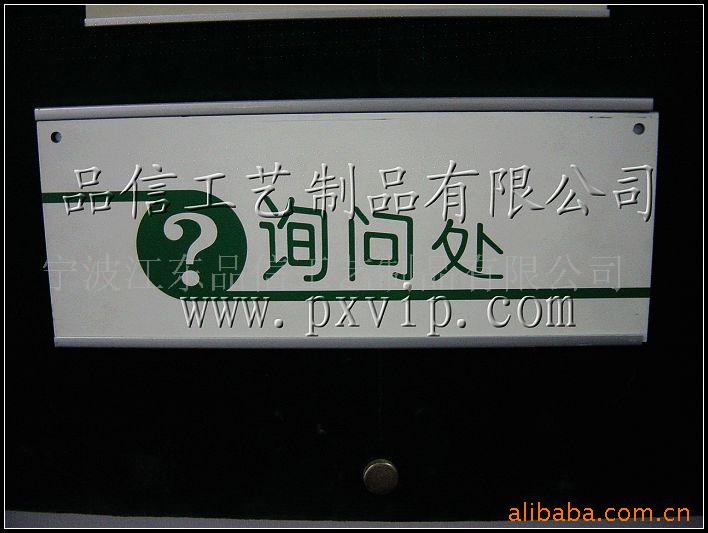 品信工艺制品有限公司
? 询问处
宁波江东品信工艺制品有限公司
www.pxvip.com
alibaba.com.cn